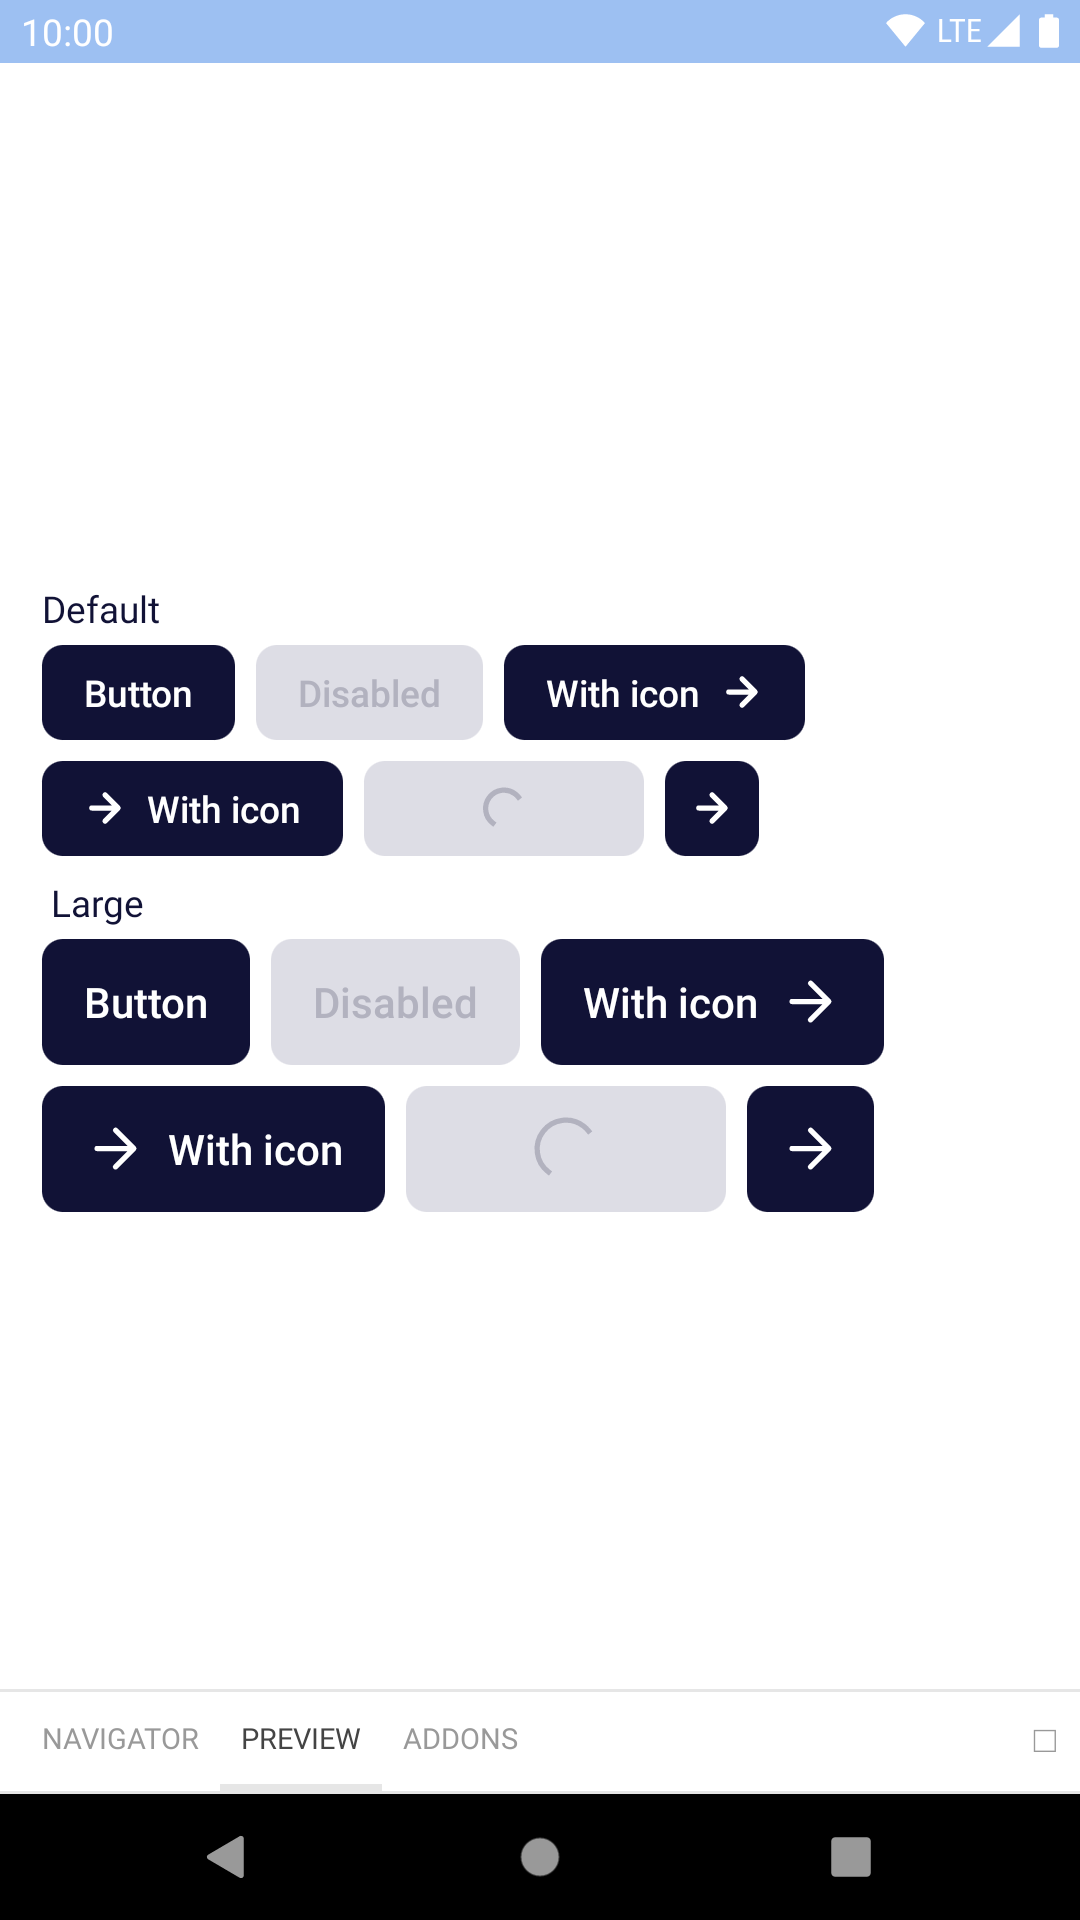 10:00 LTE
Default
Button Disabled With icon
With icon
Large
Button Disabled With icon
With icon
NAVIGATOR PREVIEW ADDONS